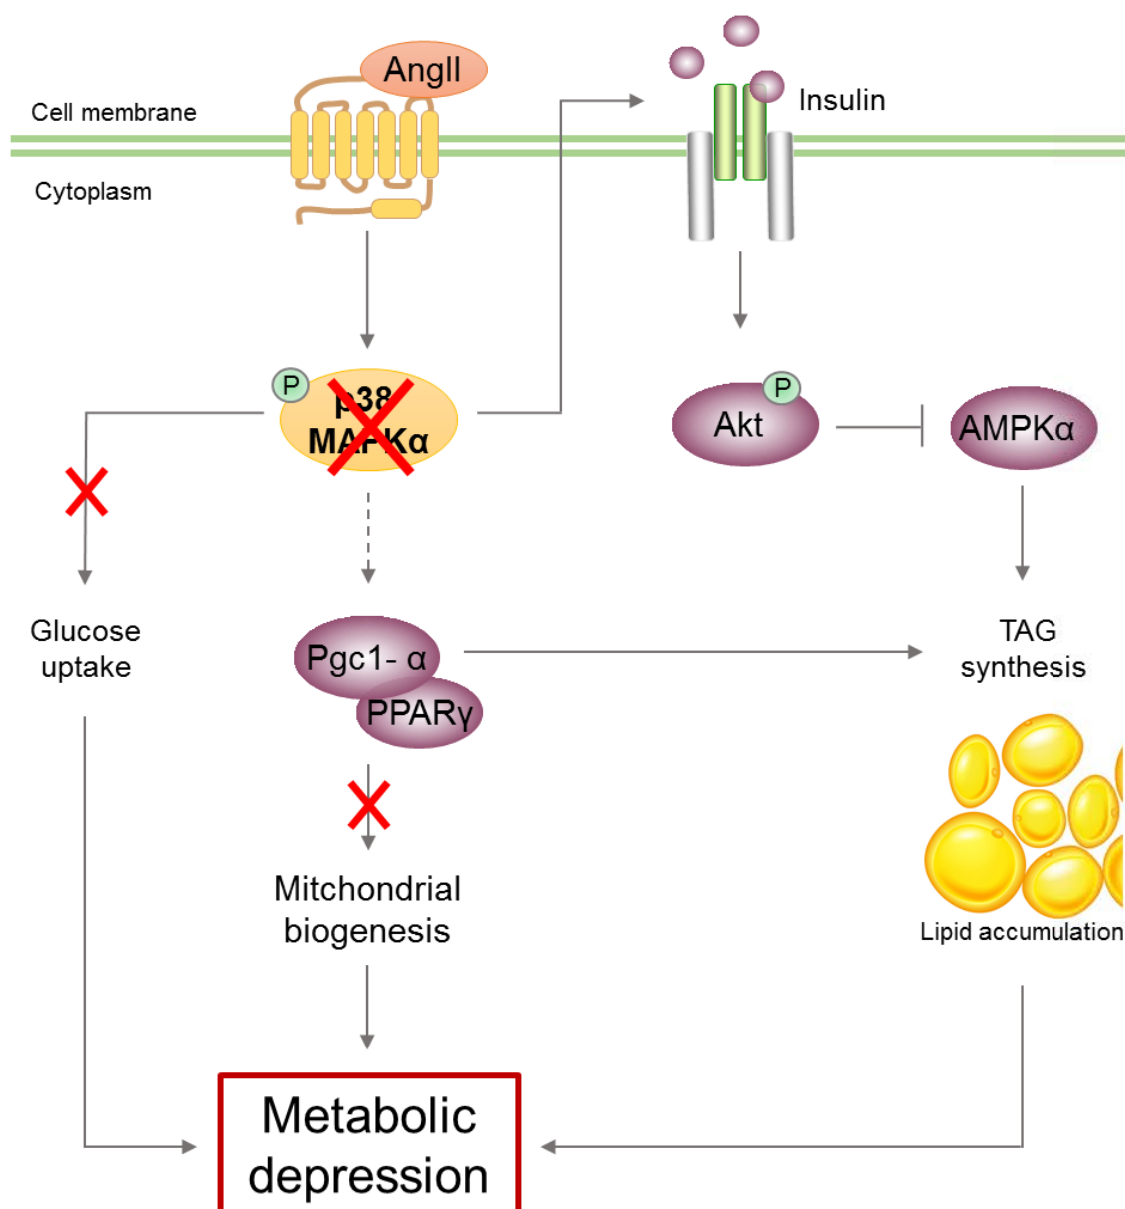 AngII
Cell membrane
Insulin
Cytoplasm
P
p38
MAPKα
P
Akt
AMPKα
Glucose
uptake
Pgc1- α
PPARγ
TAG
synthesis
Mitchondrial
biogenesis
Lipid accumulation
Metabolic
depression